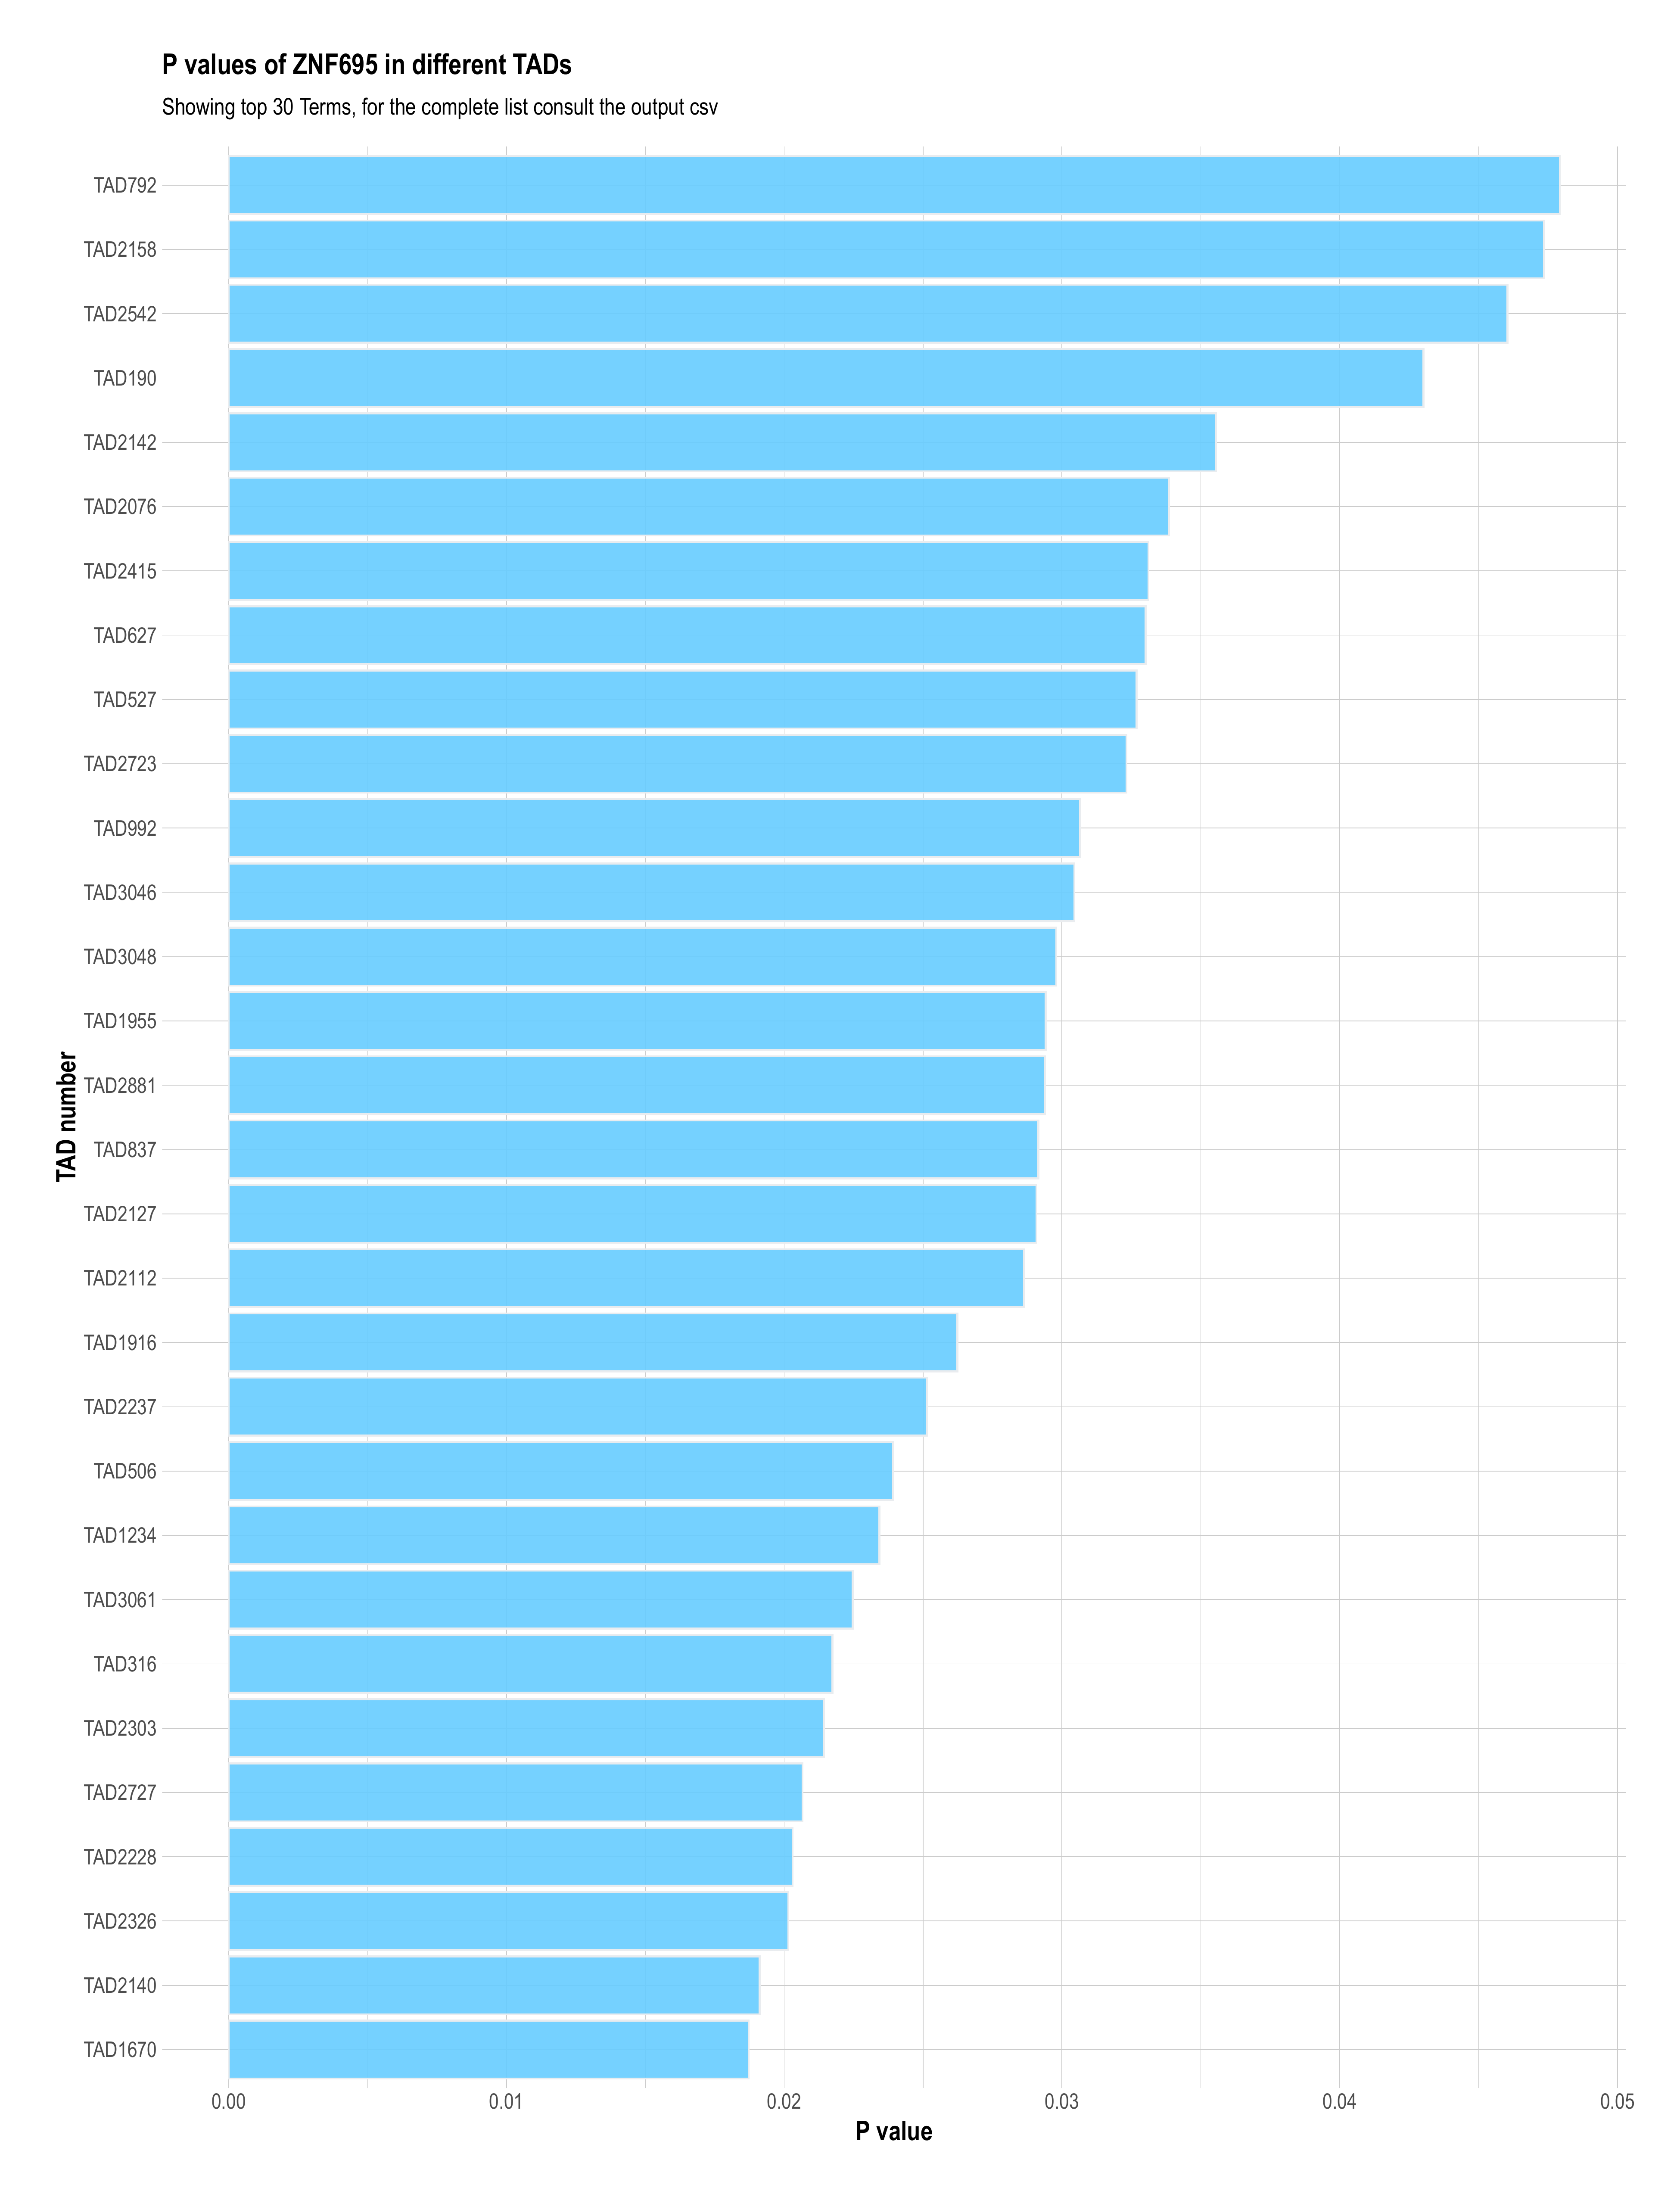 P values of ZNF695 in different TADs
Showing top 30 Terms, for the complete list consult the output csv
TAD792
TAD2158
TAD2542
TAD190
TAD2142
TAD2076
TAD2415
TAD627
TAD527
TAD2723
TAD992
TAD3046
TAD3048
TAD1955
TAD2881
TAD837
TAD2127
TAD2112
TAD1916
TAD2237
TAD506
TAD1234
TAD3061
TAD316
TAD2303
TAD2727
TAD2228
TAD2326
TAD2140
TAD1670
TAD number
0.00 0.01 0.02 0.03 0.04 0.05
P value